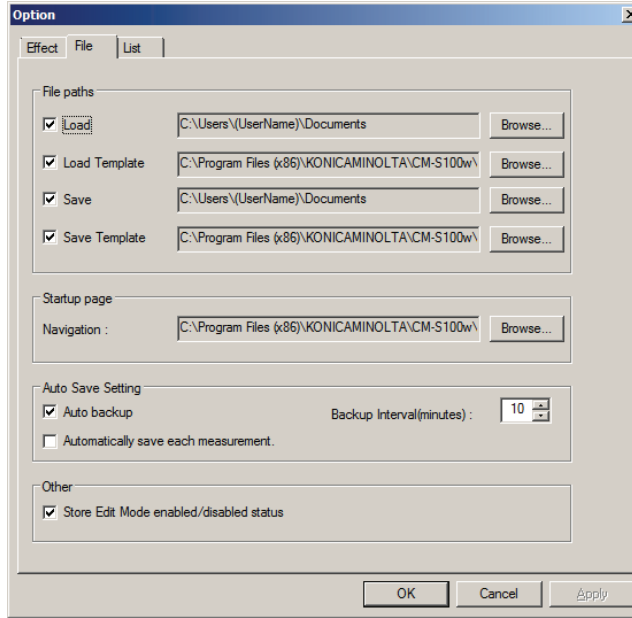 Option
Effect File List
File paths
Load C:\Users\(UserName)\Documents Browse...
Load Template C:\Program Files (x86)\KONICAMINOLTA\CM-S100w\ Browse...
Save C:\Users\(UserName)\Documents Browse...
Save Template C:\Program Files (x86)\KONICAMINOLTA\CM-S100w\ Browse...
Startup page
Navigation : C:\Program Files (x86)\KONICAMINOLTA\CM-S100w\ Browse...
Auto Save Setting
Auto backup Backup Interval(minutes) : 10
Automatically save each measurement.
Other
Store Edit Mode enabled/disabled status
OK Cancel Apply